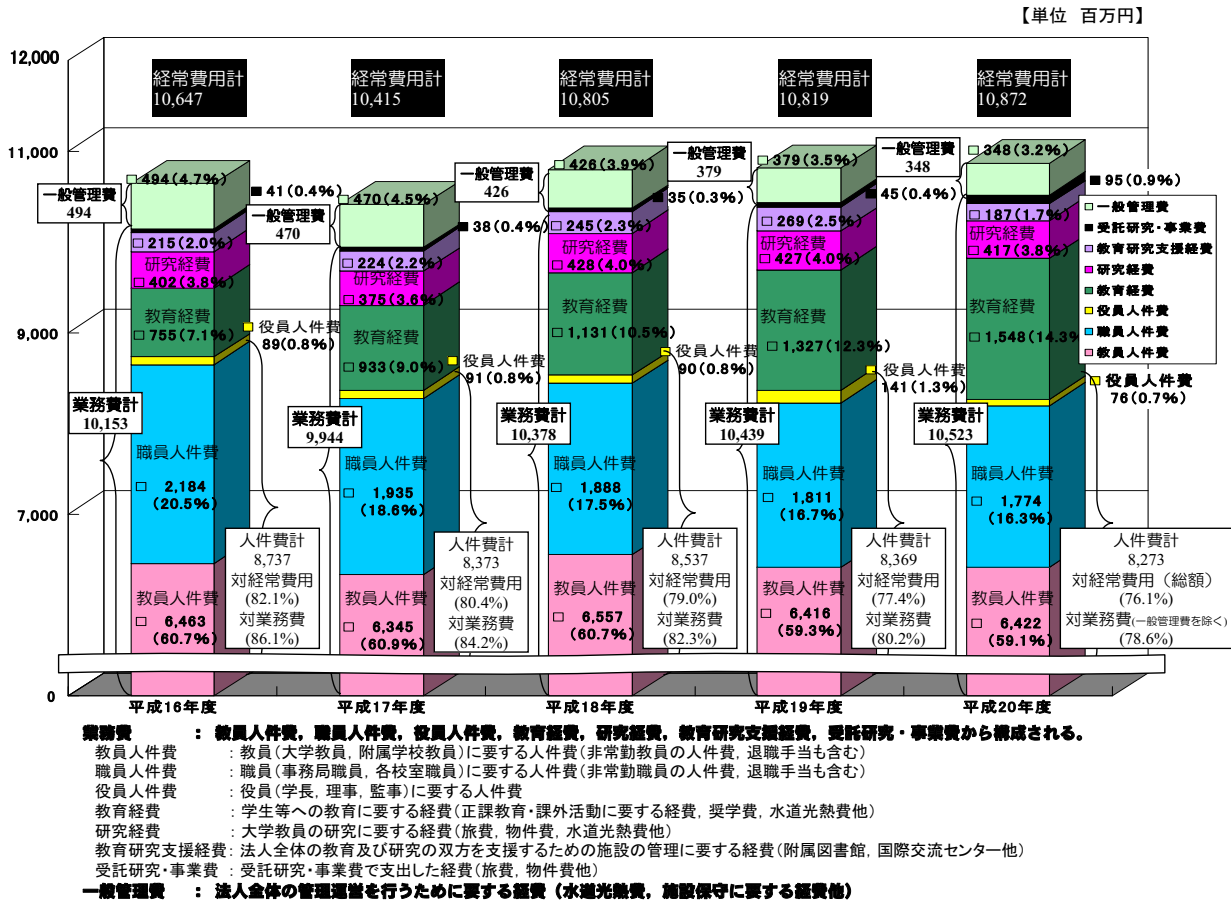 【単位 百万円】
12,000
11,000
9,000
7,000
0
経常費用計
10,647
経常費用計
10,415
経常費用計
10,805
経常費用計
10,819
経常費用計
10,872
一般管理費
494
494(4.7%)
41(0.4%)
215(2.0%)
研究経費
402(3.8%)
教育経費
755(7.1%)
役員人件費
89(0.8%)
業務費計
10,153
職員人件費
2,184
(20.5%)
人件費計
8,737
対経常費用
(82.1%)
対業務費
(86.1%)
教員人件費
6,463
(60.7%)
平成16年度
一般管理費
470
470(4.5%)
38(0.4%)
224(2.2%)
研究経費
375(3.6%)
教育経費
933(9.0%)
役員人件費
91(0.8%)
業務費計
9,944
職員人件費
1,935
(18.6%)
人件費計
8,373
対経常費用
(80.4%)
対業務費
(84.2%)
教員人件費
6,345
(60.9%)
平成17年度
一般管理費
426
426(3.9%)
35(0.3%)
245(2.3%)
研究経費
428(4.0%)
教育経費
1,131(10.5%)
役員人件費
90(0.8%)
業務費計
10,378
職員人件費
1,888
(17.5%)
人件費計
8,537
対経常費用
(79.0%)
対業務費
(82.3%)
教員人件費
6,557
(60.7%)
平成18年度
一般管理費
379
379(3.5%)
45(0.4%)
269(2.5%)
研究経費
427(4.0%)
教育経費
1,327(12.3%)
役員人件費
141(1.3%)
業務費計
10,439
職員人件費
1,811
(16.7%)
人件費計
8,369
対経常費用
(77.4%)
対業務費
(80.2%)
教員人件費
6,416
(59.3%)
平成19年度
一般管理費
348
348(3.2%)
95(0.9%)
187(1.7%)
研究経費
417(3.8%)
教育経費
1,548(14.3%
役員人件費
76(0.7%)
業務費計
10,523
職員人件費
1,774
(16.3%)
人件費計
8,273
対経常費用（総額）
(76.1%)
対業務費(一般管理費を除く)
(78.6%)
教員人件費
6,422
(59.1%)
平成20年度
一般管理費
受託研究・事業費
教育研究支援経費
研究経費
教育経費
役員人件費
職員人件費
教員人件費
業務費 ： 教員人件費，職員人件費，役員人件費，教育経費，研究経費，教育研究支援経費，受託研究・事業費から構成される。
教員人件費 ：教員（大学教員，附属学校教員）に要する人件費（非常勤教員の人件費，退職手当も含む）
職員人件費 ：職員（事務局職員，各校室職員）に要する人件費（非常勤職員の人件費，退職手当も含む）
役員人件費 ：役員（学長，理事，監事）に要する人件費
教育経費 ：学生等への教育に要する経費（正課教育・課外活動に要する経費，奨学費，水道光熱費他）
研究経費 ：大学教員の研究に要する経費（旅費，物件費，水道光熱費他）
教育研究支援経費：法人全体の教育及び研究の双方を支援するための施設の管理に要する経費（附属図書館，国際交流センター他）
受託研究・事業費 ：受託研究・事業費で支出した経費（旅費，物件費他）
一般管理費 ： 法人全体の管理運営を行うために要する経費（水道光熱費，施設保守に要する経費他）